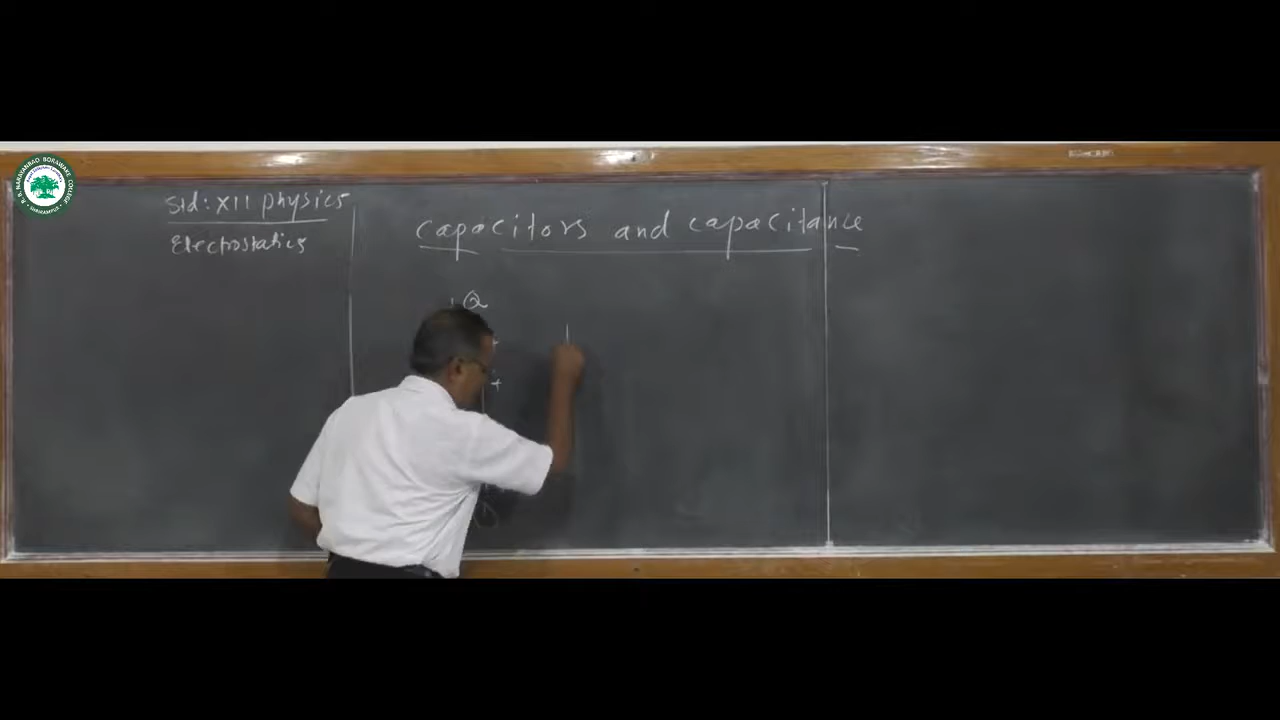 Std: XII physics
Electrostatics
capacitors and capacitance
+Q
+
+